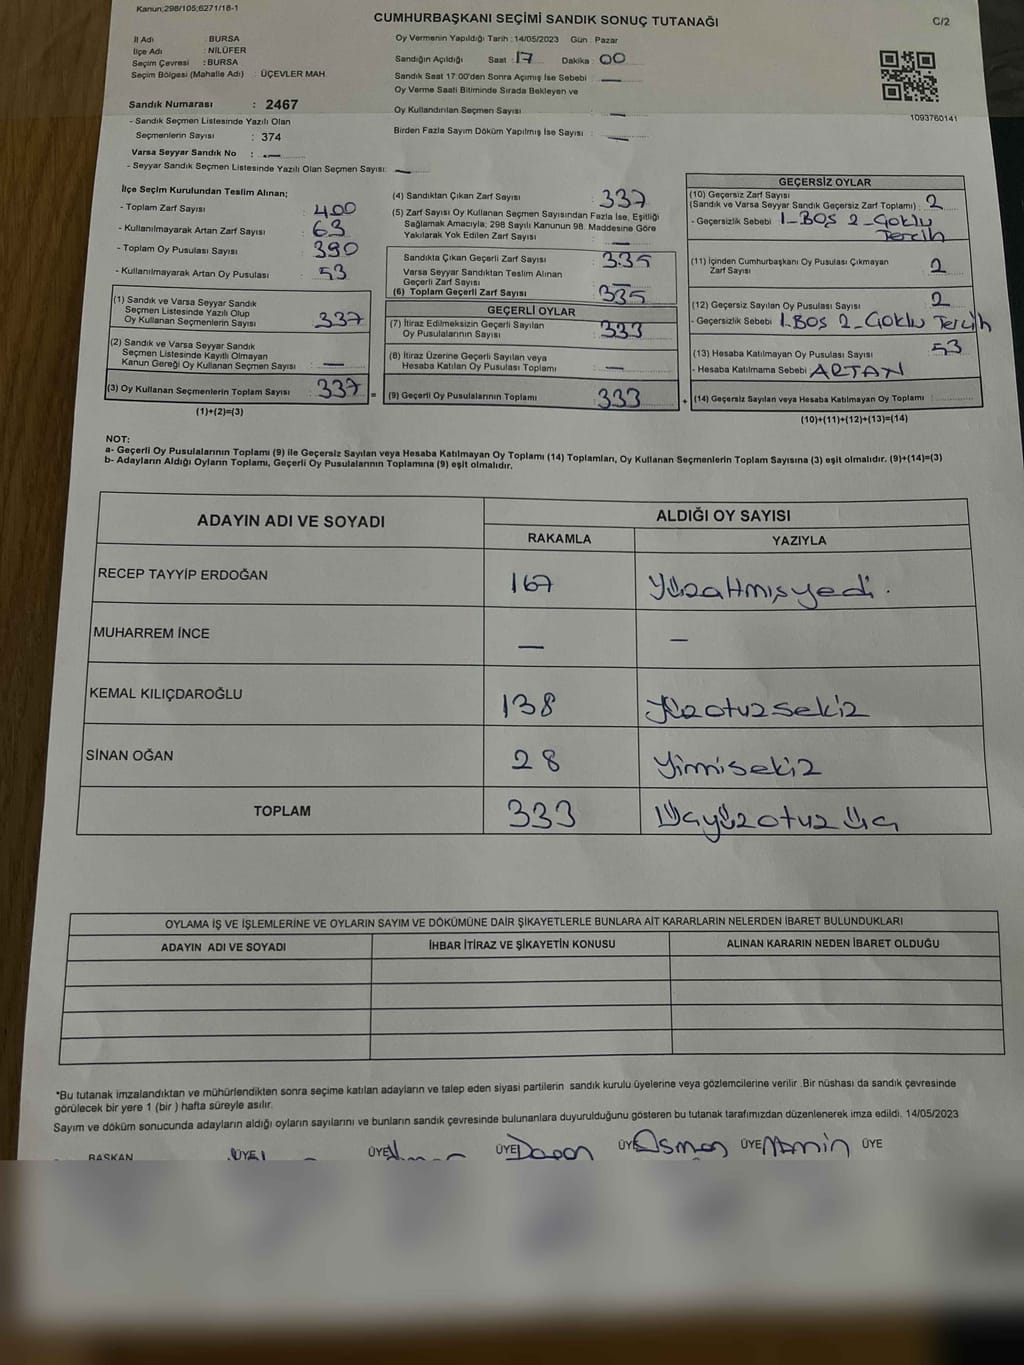 Kanun;298/105;6271/18-1
CUMHURBAŞKANI SEÇİMİ SANDIK SONUÇ TUTANAĞI
C/2
İl Adı : BURSA
İlçe Adı : NİLÜFER
Seçim Çevresi : BURSA
Seçim Bölgesi (Mahalle Adı) : ÜÇEVLER MAH.
Sandık Numarası : 2467
- Sandık Seçmen Listesinde Yazılı Olan
Seçmenlerin Sayısı : 374
Varsa Seyyar Sandık No : —
- Seyyar Sandık Seçmen Listesinde Yazılı Olan Seçmen Sayısı: —
Oy Vermenin Yapıldığı Tarih : 14/05/2023 Gün : Pazar
Sandığın Açıldığı Saat : 17 Dakika : 00
Sandık Saat 17:00'den Sonra Açımış İse Sebebi : —
Oy Verme Saati Bitiminde Sırada Bekleyen ve
Oy Kullandırılan Seçmen Sayısı : —
Birden Fazla Sayım Döküm Yapılmış İse Sayısı : —
1093760141
İlçe Seçim Kurulundan Teslim Alınan;
- Toplam Zarf Sayısı : 400
- Kullanılmayarak Artan Zarf Sayısı : 63
- Toplam Oy Pusulası Sayısı : 390
- Kullanılmayarak Artan Oy Pusulası : 53
(1) Sandık ve Varsa Seyyar Sandık
Seçmen Listesinde Yazılı Olup
Oy Kullanan Seçmenlerin Sayısı : 337
(2) Sandık ve Varsa Seyyar Sandık
Seçmen Listesinde Kayıtlı Olmayan
Kanun Gereği Oy Kullanan Seçmen Sayısı : —
(3) Oy Kullanan Seçmenlerin Toplam Sayısı : 337 =
(1)+(2)=(3)
(4) Sandıktan Çıkan Zarf Sayısı : 337
(5) Zarf Sayısı Oy Kullanan Seçmen Sayısından Fazla İse, Eşitliği
Sağlamak Amacıyla; 298 Sayılı Kanunun 98. Maddesine Göre
Yakılarak Yok Edilen Zarf Sayısı : —
Sandıkta Çıkan Geçerli Zarf Sayısı : 335
Varsa Seyyar Sandıktan Teslim Alınan
Geçerli Zarf Sayısı : —
(6) Toplam Geçerli Zarf Sayısı : 335
GEÇERLİ OYLAR
(7) İtiraz Edilmeksizin Geçerli Sayılan
Oy Pusulalarının Sayısı : 333
(8) İtiraz Üzerine Geçerli Sayılan veya
Hesaba Katılan Oy Pusulası Toplamı : —
(9) Geçerli Oy Pusulalarının Toplamı : 333 +
GEÇERSİZ OYLAR
(10) Geçersiz Zarf Sayısı
(Sandık ve Varsa Seyyar Sandık Geçersiz Zarf Toplamı) : 2
- Geçersizlik Sebebi : 1_BOŞ 2_Çoklu
Tercih
(11) İçinden Cumhurbaşkanı Oy Pusulası Çıkmayan
Zarf Sayısı : 2
(12) Geçersiz Sayılan Oy Pusulası Sayısı : 2
- Geçersizlik Sebebi : 1.BOŞ 2_Çoklu Tercih
(13) Hesaba Katılmayan Oy Pusulası Sayısı : 53
- Hesaba Katılmama Sebebi : ARTAN
(14) Geçersiz Sayılan veya Hesaba Katılmayan Oy Toplamı :
(10)+(11)+(12)+(13)=(14)
NOT:
a- Geçerli Oy Pusulalarının Toplamı (9) ile Geçersiz Sayılan veya Hesaba Katılmayan Oy Toplamı (14) Toplamları, Oy Kullanan Seçmenlerin Toplam Sayısına (3) eşit olmalıdır. (9)+(14)=(3)
b- Adayların Aldığı Oyların Toplamı, Geçerli Oy Pusulalarının Toplamına (9) eşit olmalıdır.
ADAYIN ADI VE SOYADI
ALDIĞI OY SAYISI
RAKAMLA YAZIYLA
RECEP TAYYİP ERDOĞAN 167 Yüzaltmışyedi.
MUHARREM İNCE — —
KEMAL KILIÇDAROĞLU 138 Yüzotuzsekiz
SİNAN OĞAN 28 Yirmisekiz
TOPLAM 333 Üçyüzotuzüç
OYLAMA İŞ VE İŞLEMLERİNE VE OYLARIN SAYIM VE DÖKÜMÜNE DAİR ŞİKAYETLERLE BUNLARA AİT KARARLARIN NELERDEN İBARET BULUNDUKLARI
ADAYIN ADI VE SOYADI İHBAR İTİRAZ VE ŞİKAYETİN KONUSU ALINAN KARARIN NEDEN İBARET OLDUĞU
*Bu tutanak imzalandıktan ve mühürlendikten sonra seçime katılan adayların ve talep eden siyasi partilerin sandık kurulu üyelerine veya gözlemcilerine verilir .Bir nüshası da sandık çevresinde
görülecek bir yere 1 (bir ) hafta süreyle asılır.
Sayım ve döküm sonucunda adayların aldığı oyların sayılarını ve bunların sandık çevresinde bulunanlara duyurulduğunu gösteren bu tutanak tarafımızdan düzenlenerek imza edildi. 14/05/2023
BAŞKAN ÜYE ÜYE ÜYE ÜYE Osman ÜYE ÜYE